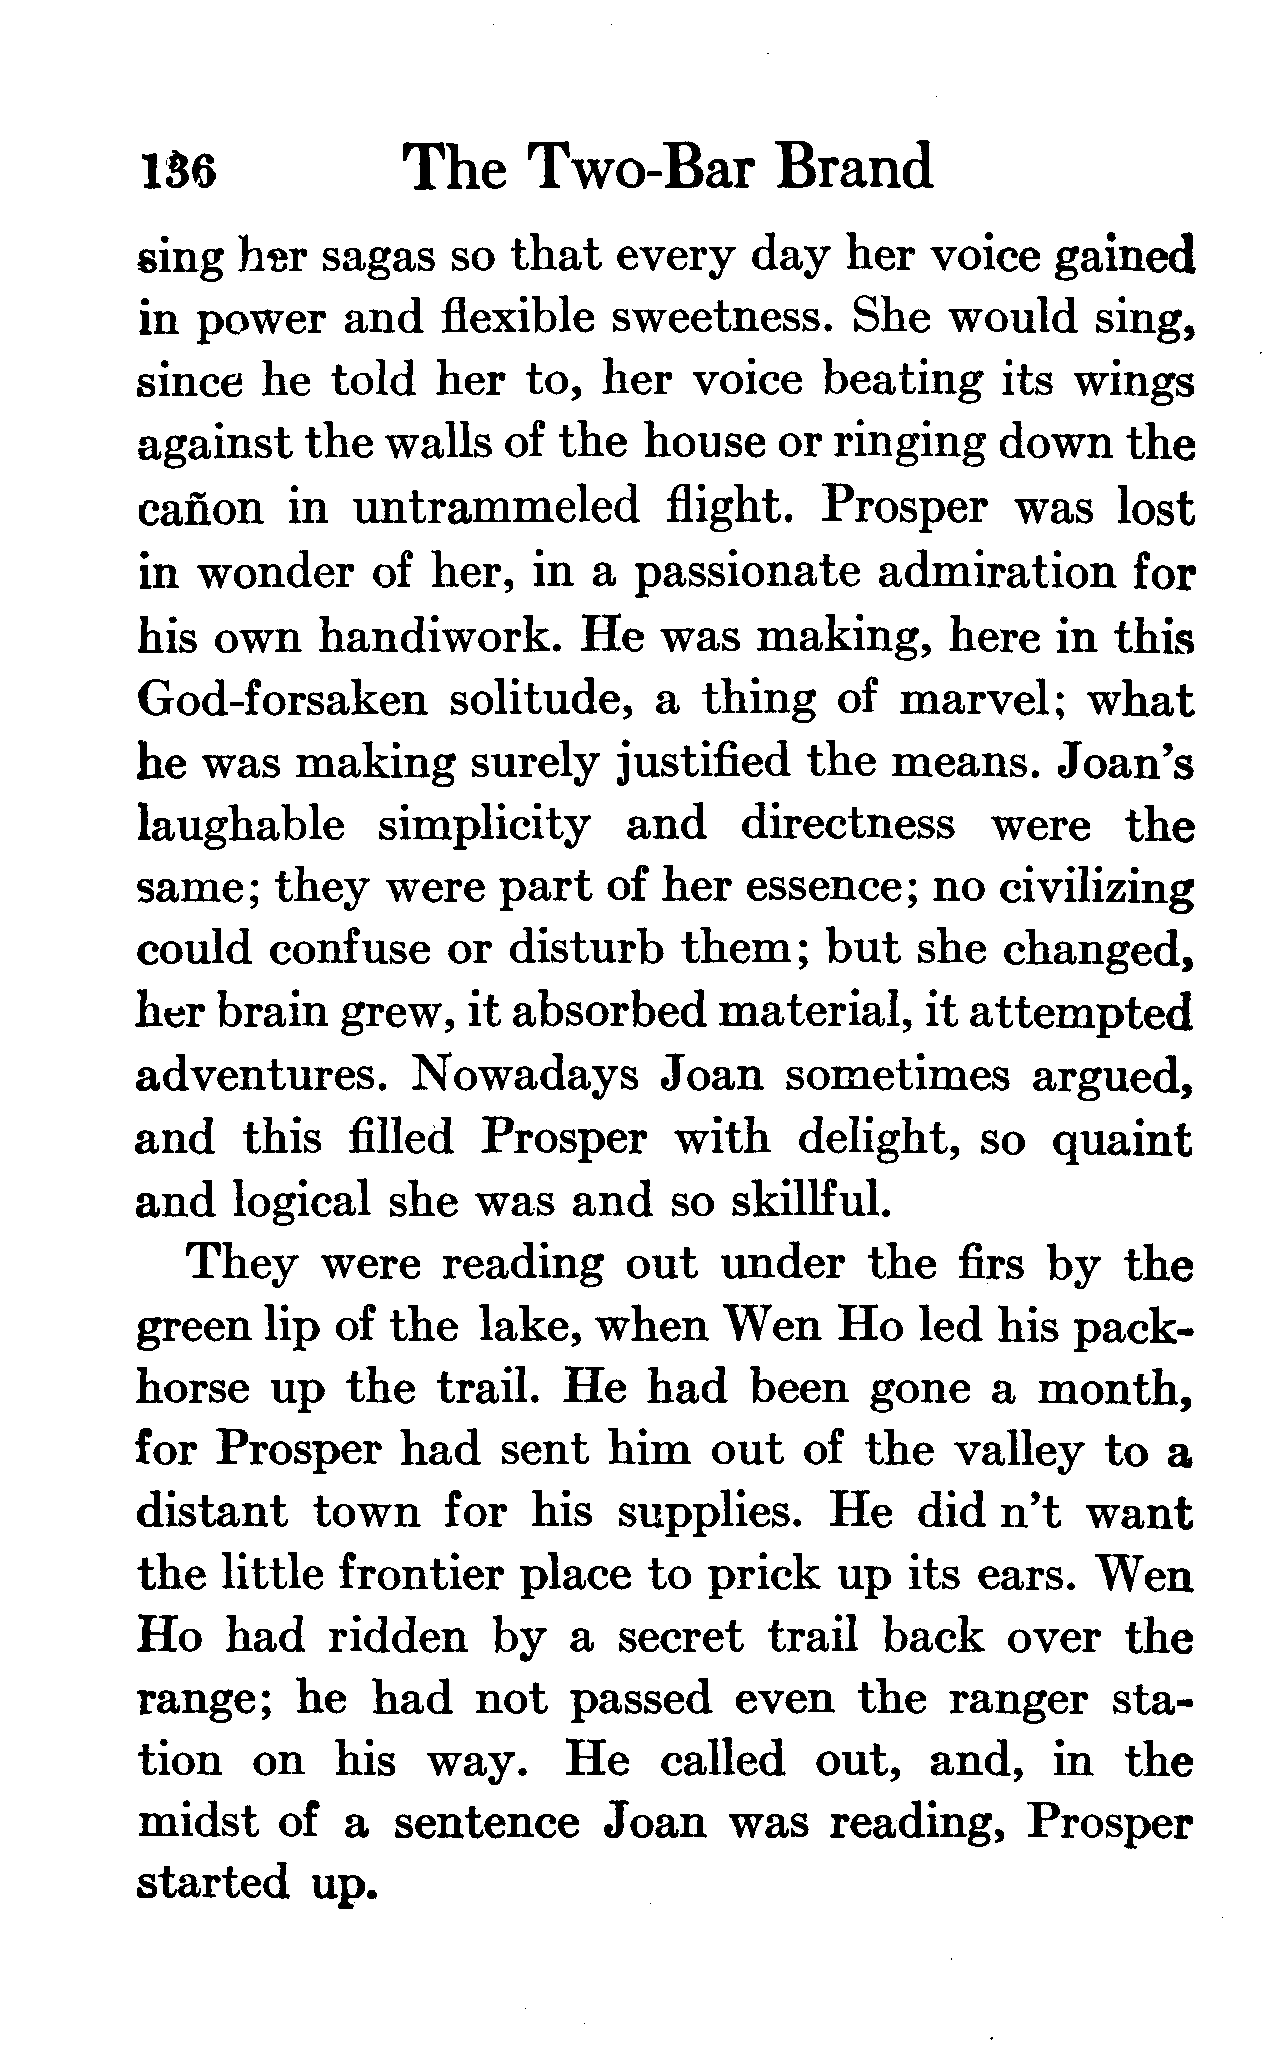 136 The Two-Bar Brand
sing her sagas so that every day her voice gained
in power and flexible sweetness. She would sing,
since he told her to, her voice beating its wings
against the walls of the house or ringing down the
cañon in untrammeled flight. Prosper was lost
in wonder of her, in a passionate admiration for
his own handiwork. He was making, here in this
God-forsaken solitude, a thing of marvel; what
he was making surely justified the means. Joan's
laughable simplicity and directness were the
same; they were part of her essence; no civilizing
could confuse or disturb them; but she changed,
her brain grew, it absorbed material, it attempted
adventures. Nowadays Joan sometimes argued,
and this filled Prosper with delight, so quaint
and logical she was and so skillful.
They were reading out under the firs by the
green lip of the lake, when Wen Ho led his pack-
horse up the trail. He had been gone a month,
for Prosper had sent him out of the valley to a
distant town for his supplies. He did n't want
the little frontier place to prick up its ears. Wen
Ho had ridden by a secret trail back over the
range; he had not passed even the ranger sta-
tion on his way. He called out, and, in the
midst of a sentence Joan was reading, Prosper
started up.